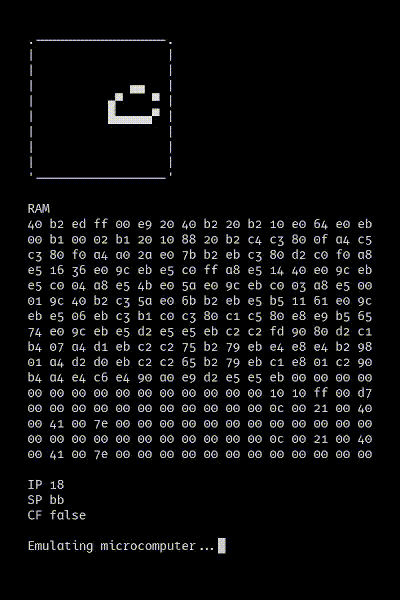 RAM
40 b2 ed ff 00 e9 20 40 b2 20 b2 10 e0 64 e0 eb
00 b1 00 02 b1 20 10 88 20 b2 c4 c3 80 0f a4 c5
c3 80 f0 a4 a0 2a e0 7b b2 eb c3 80 d2 c0 f0 a8
e5 16 36 e0 9c eb e5 c0 ff a8 e5 14 40 e0 9c eb
e5 c0 04 a8 e5 4b e0 5a e0 9c eb c0 03 a8 e5 00
01 9c 40 b2 c3 5a e0 6b b2 eb e5 b5 11 61 e0 9c
eb e5 06 eb c3 b1 c0 c3 80 c1 c5 80 e8 e9 b5 65
74 e0 9c eb e5 d2 e5 e5 eb c2 c2 fd 90 80 d2 c1
b4 07 a4 d1 eb c2 c2 75 b2 79 eb e4 e8 e4 b2 98
01 a4 d2 d0 eb c2 c2 65 b2 79 eb c1 e8 01 c2 90
b4 a4 e4 c6 e4 90 a0 e9 d2 e5 e5 eb 00 00 00 00
00 00 00 00 00 00 00 00 00 00 00 10 10 ff 00 d7
00 00 00 00 00 00 00 00 00 00 0c 00 21 00 40
00 41 00 7e 00 00 00 00 00 00 00 00 00 00 00 00
00 00 00 00 00 00 00 00 00 00 00 0c 00 21 00 40
00 41 00 7e 00 00 00 00 00 00 00 00 00 00 00 00
IP 18
SP bb
CF false
Emulating microcomputer...